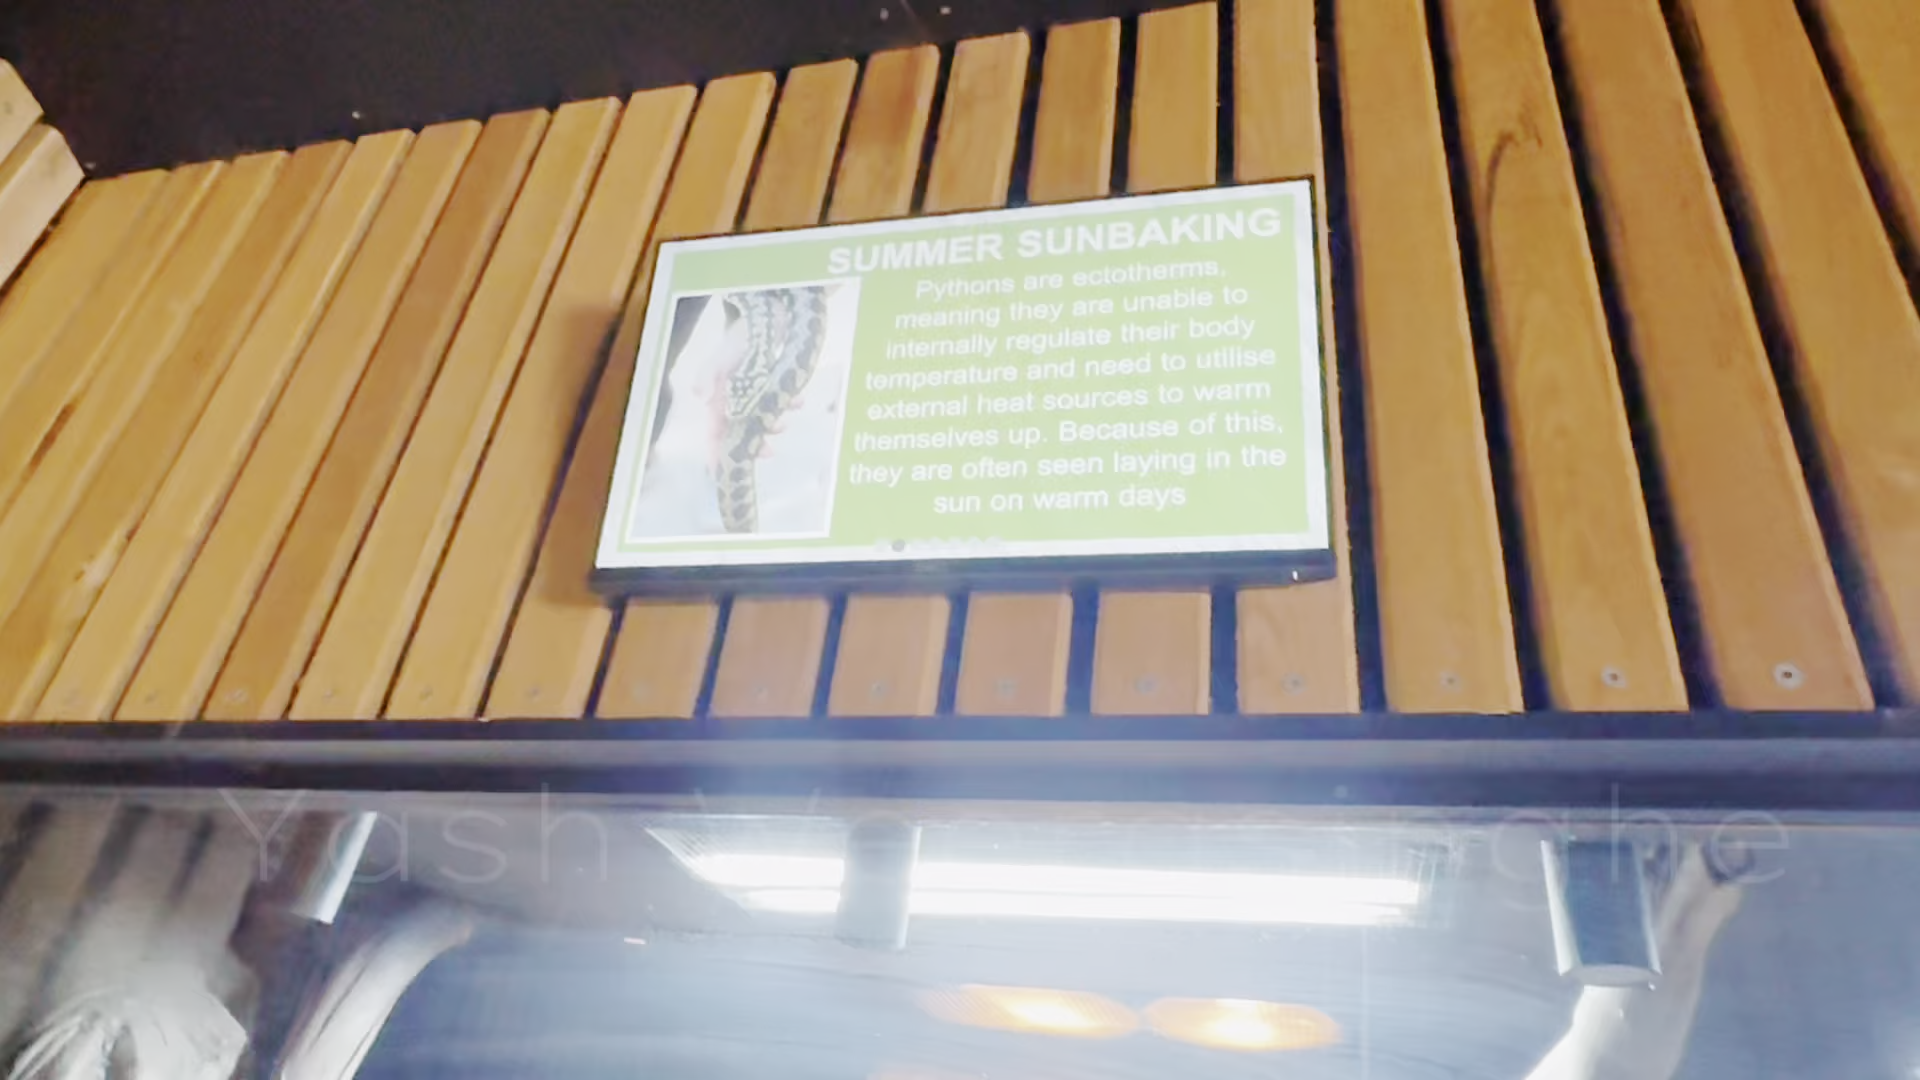 SUMMER SUNBAKING
Pythons are ectotherms,
meaning they are unable to
internally regulate their body
temperature and need to utilise
external heat sources to warm
themselves up. Because of this,
they are often seen laying in the
sun on warm days
Yash